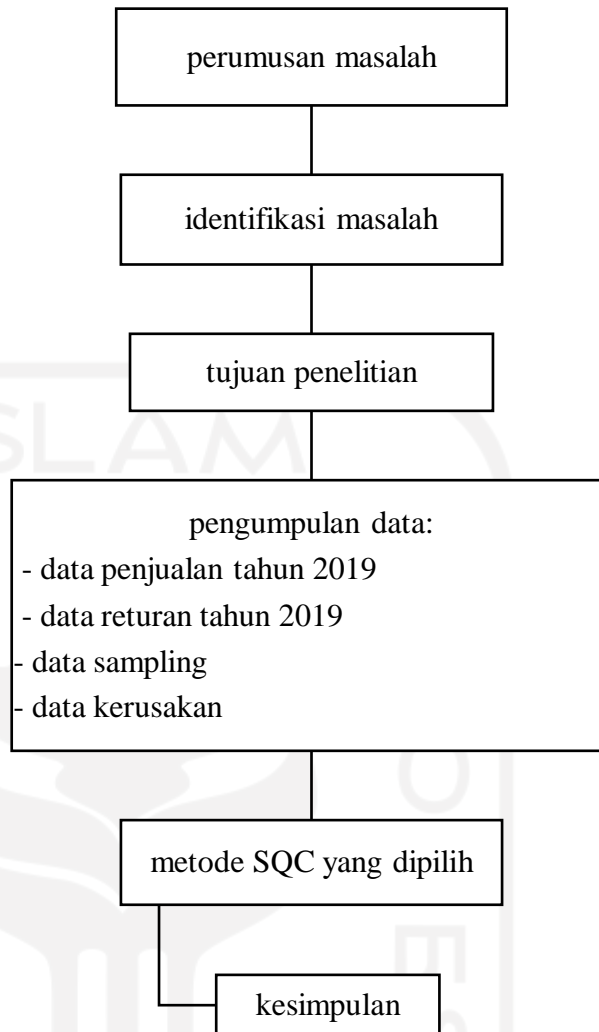 perumusan masalah
identifikasi masalah
tujuan penelitian
pengumpulan data:
- data penjualan tahun 2019
- data returan tahun 2019
- data sampling
- data kerusakan
metode SQC yang dipilih
kesimpulan